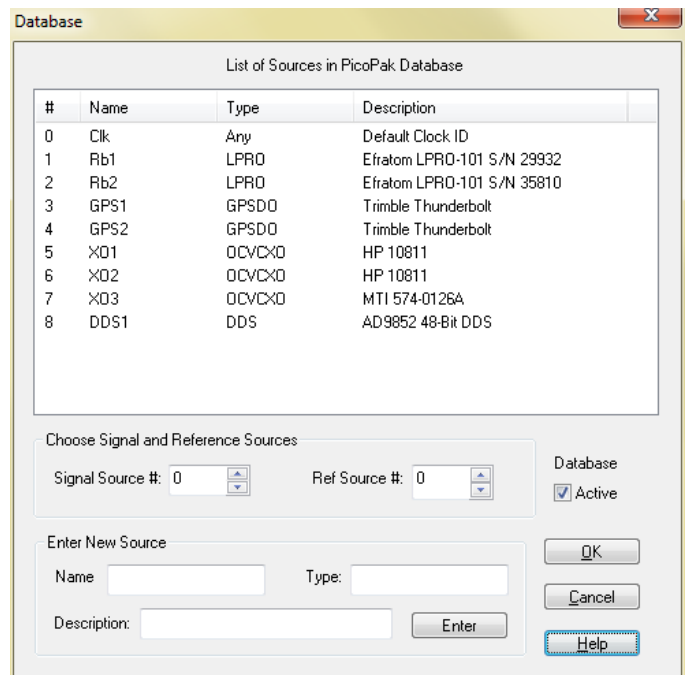 Database
List of Sources in PicoPak Database
# Name Type Description
0 Clk Any Default Clock ID
1 Rb1 LPRO Efratom LPRO-101 S/N 29932
2 Rb2 LPRO Efratom LPRO-101 S/N 35810
3 GPS1 GPSDO Trimble Thunderbolt
4 GPS2 GPSDO Trimble Thunderbolt
5 XO1 OCVCXO HP 10811
6 XO2 OCVCXO HP 10811
7 XO3 OCVCXO MTI 574-0126A
8 DDS1 DDS AD9852 48-Bit DDS
Choose Signal and Reference Sources
Signal Source #: 0 Ref Source #: 0
Database
Active
Enter New Source
Name Type:
Description: Enter
OK
Cancel
Help